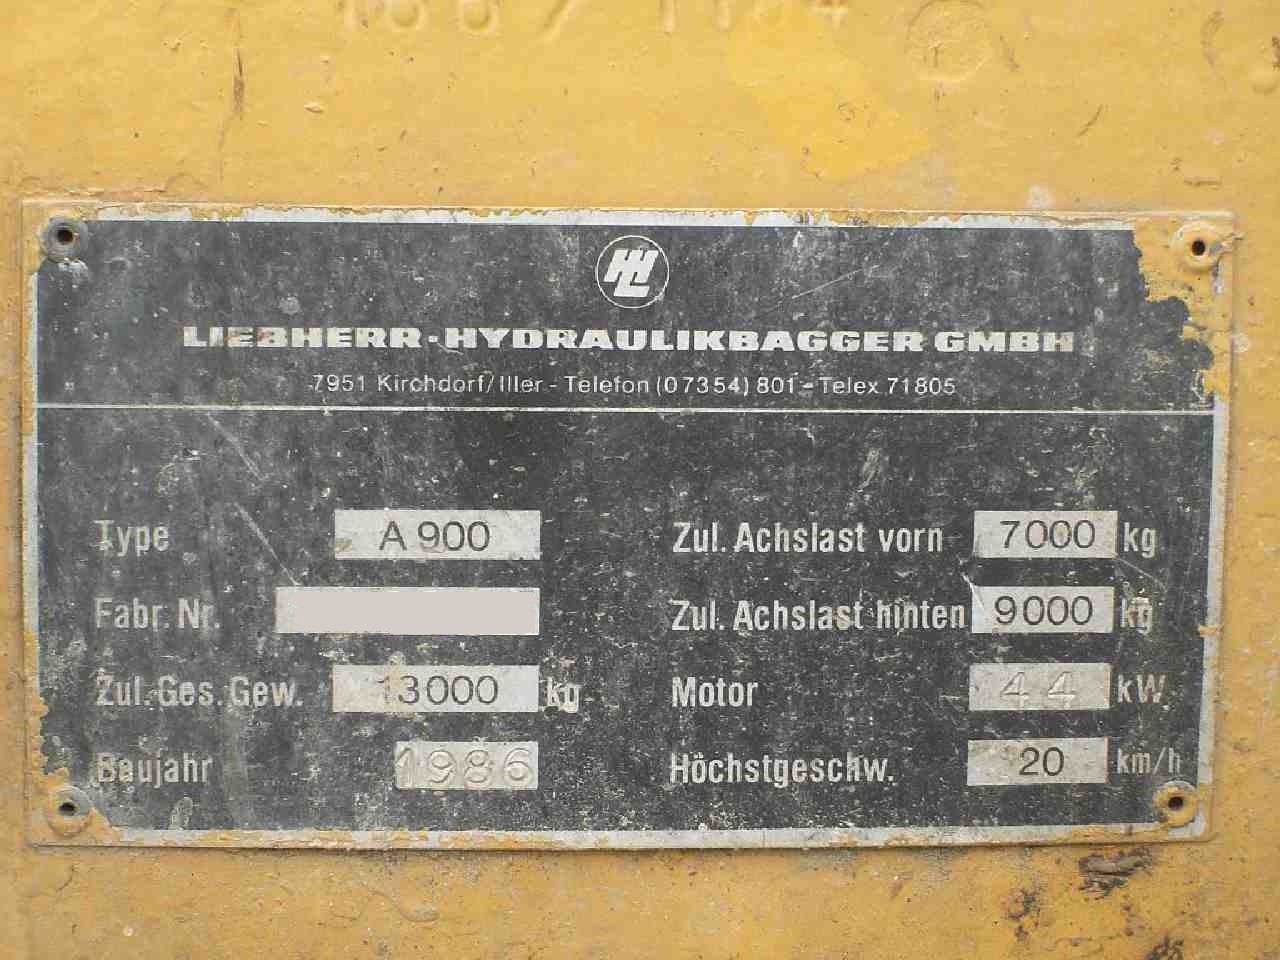 LIEBHERR-HYDRAULIKBAGGER GMBH
7951 Kirchdorf/Iller - Telefon (07354) 801 - Telex 71805
Type A 900 Zul. Achslast vorn 7000 kg
Fabr. Nr. Zul. Achslast hinten 9000 kg
Zul. Ges. Gew. 13000 kg Motor 44 kW
Baujahr 1986 Höchstgeschw. 20 km/h